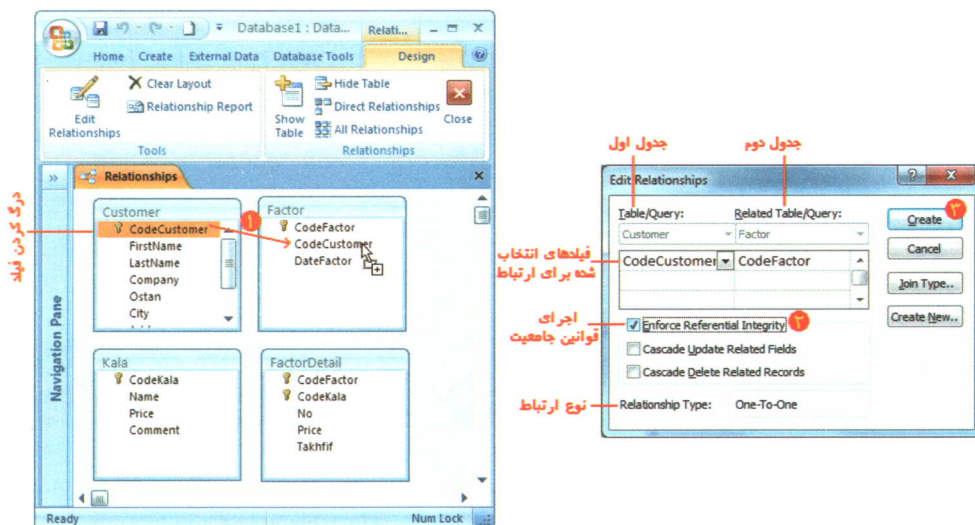 Database1 : Data... Relati...
Home Create External Data Database Tools Design
Edit Relationships
Clear Layout
Relationship Report
Tools
Show Table
Hide Table
Direct Relationships
All Relationships
Close
Relationships
Relationships
Navigation Pane
درگ کردن فیلد
۱
Customer
CodeCustomer
FirstName
LastName
Company
Ostan
City
Factor
CodeFactor
CodeCustomer
DateFactor
Kala
CodeKala
Name
Price
Comment
FactorDetail
CodeFactor
CodeKala
No
Price
Takhfif
Ready Num Lock
جدول اول
جدول دوم
Edit Relationships
?
Table/Query: Related Table/Query:
Customer Factor
CodeCustomer CodeFactor
فیلدهای انتخاب
شده برای ارتباط
۳
Create
Cancel
Join Type..
Create New..
اجرای
قوانین جامعیت
Enforce Referential Integrity
۲
Cascade Update Related Fields
Cascade Delete Related Records
نوع ارتباط
Relationship Type: One-To-One